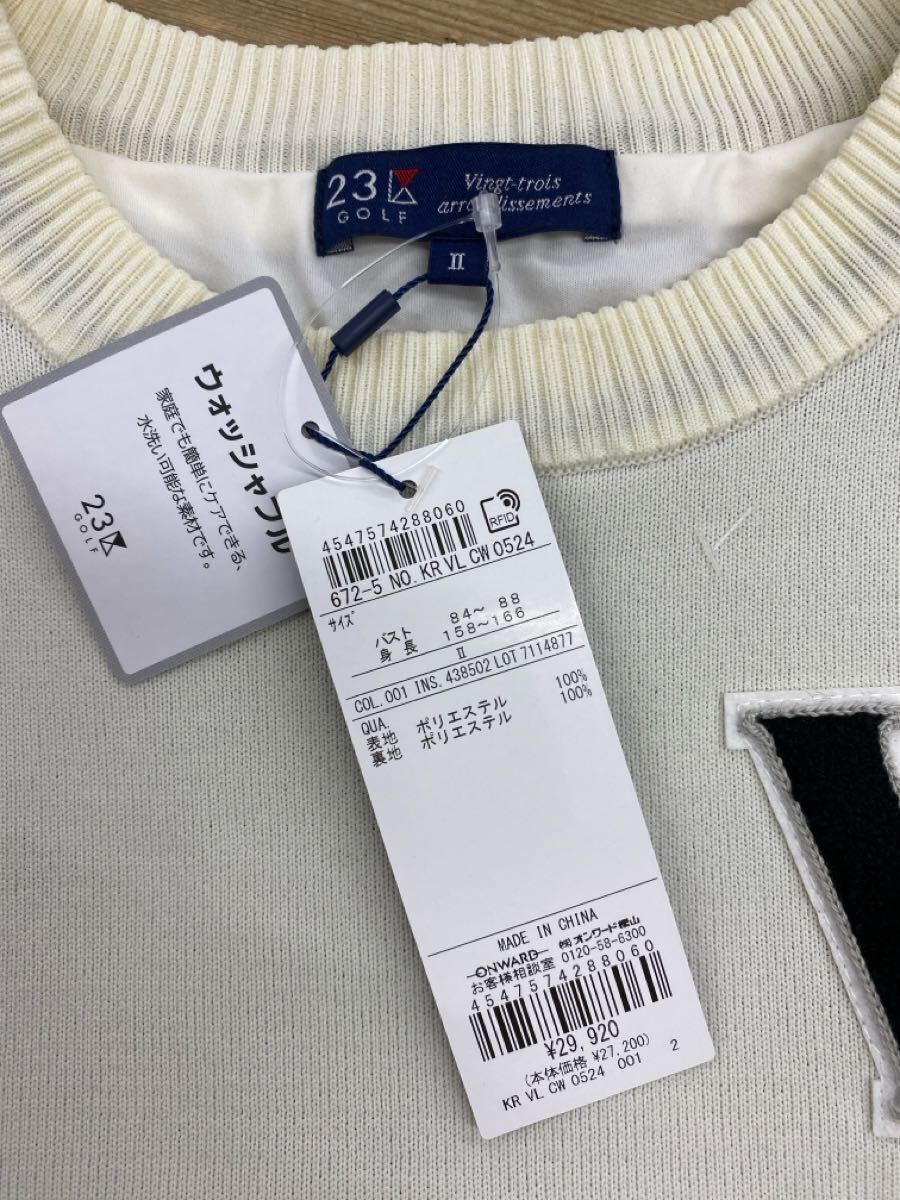 23 GOLF
Vingt-trois
arrondissements
II
ウォッシャブル
家庭でも簡単にケアできる、
水洗い可能な素材です。
23
GOLF
4547574288060
RFID
672-5 NO. KR VL CW 0524
サイズ
バスト 84～ 88
身長 158～166
II
COL. 001 INS. 438502 LOT 7114877
QUA.
表地 ポリエステル 100%
裏地 ポリエステル 100%
MADE IN CHINA
ONWARD ㈱オンワード樫山
お客様相談室 0120-58-6300
4547574288060
¥29,920
(本体価格 ¥27,200)
KR VL CW 0524 001 2